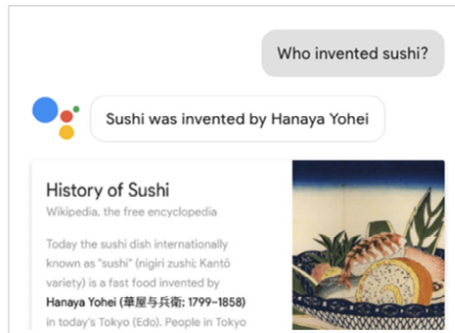 Who invented sushi?
Sushi was invented by Hanaya Yohei
History of Sushi
Wikipedia, the free encyclopedia
Today the sushi dish internationally
known as "sushi" (nigiri zushi; Kantō
variety) is a fast food invented by
Hanaya Yohei (華屋与兵衛; 1799–1858)
in today's Tokyo (Edo). People in Tokyo